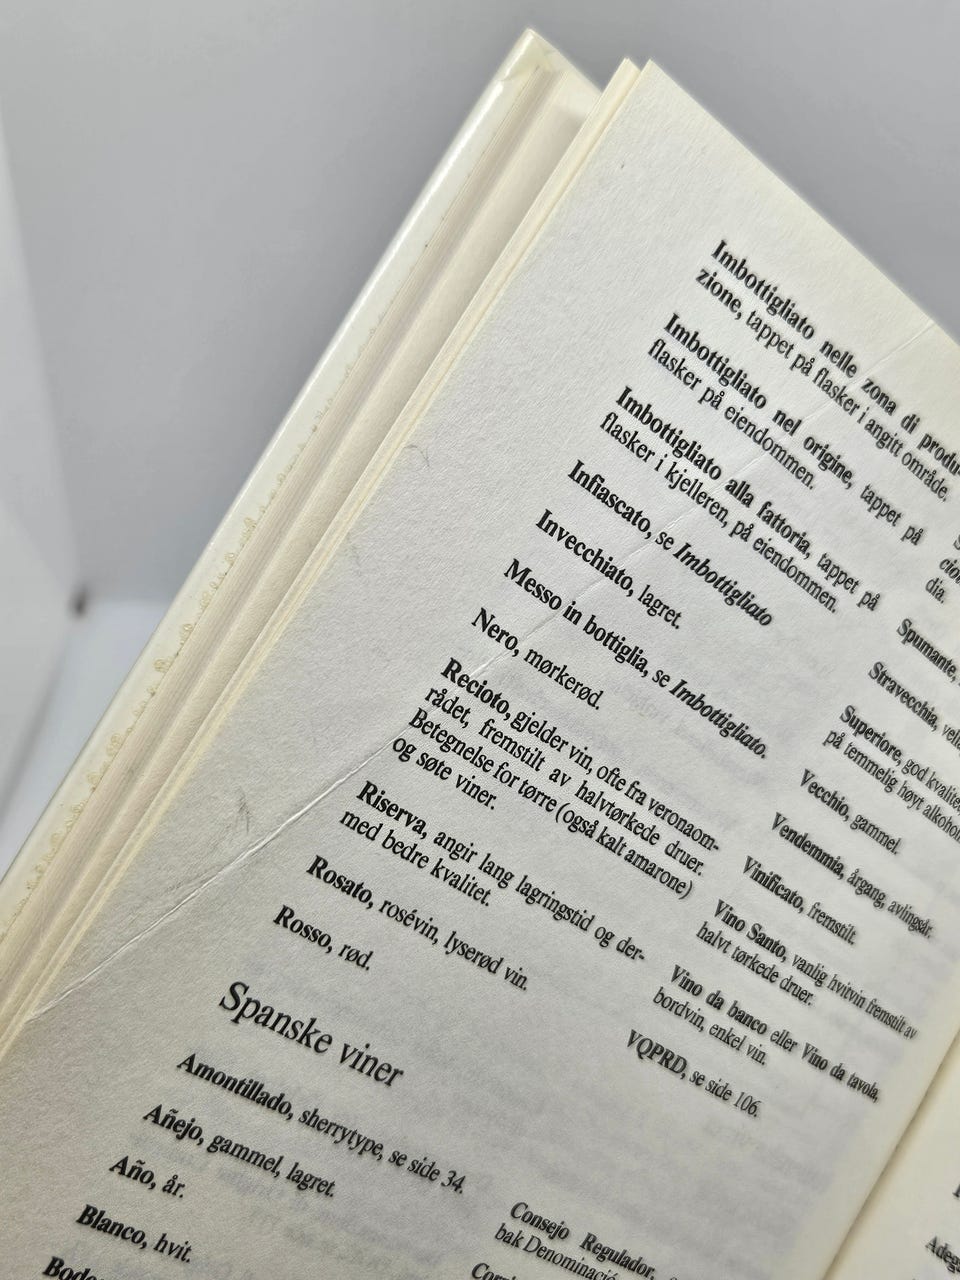 Imbottigliato nelle zona di produ
zione, tappet på flasker i angitt område.
Imbottigliato nel origine, tappet på
flasker på eiendommen.
Imbottigliato alla fattoria, tappet på
flasker i kjelleren, på eiendommen.
Infiascato, se Imbottigliato
Invecchiato, lagret.
Messo in bottiglia, se Imbottigliato.
Nero, mørkerød.
Recioto, gjelder vin, ofte fra veronaom-
rådet, fremstilt av halvtørkede druer.
Betegnelse for tørre (også kalt amarone)
og søte viner.
Riserva, angir lang lagringstid og der-
med bedre kvalitet.
Rosato, rosévin, lyserød vin.
Rosso, rød.
dia.
Spumante,
Stravecchia,
Superiore, god
på temmelig høyt
Vecchio, gammel.
Vendemmia, årgang, avlingsår.
Vinificato, fremstilt.
Vino Santo, vanlig hvitvin fremstilt av
halvt tørkede druer.
Vino da banco eller Vino da tavola,
bordvin, enkel vin.
VQPRD, se side 106.
Spanske viner
Amontillado, sherrytype, se side 34.
Añejo, gammel, lagret.
Año, år.
Blanco, hvit.
Consejo Regulador,
bak